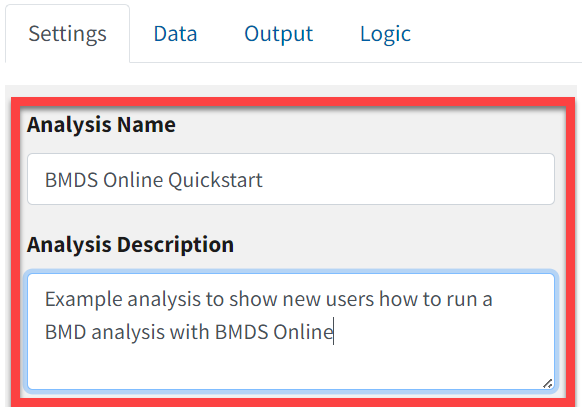 Settings Data Output Logic
Analysis Name
BMDS Online Quickstart
Analysis Description
Example analysis to show new users how to run a
BMD analysis with BMDS Online